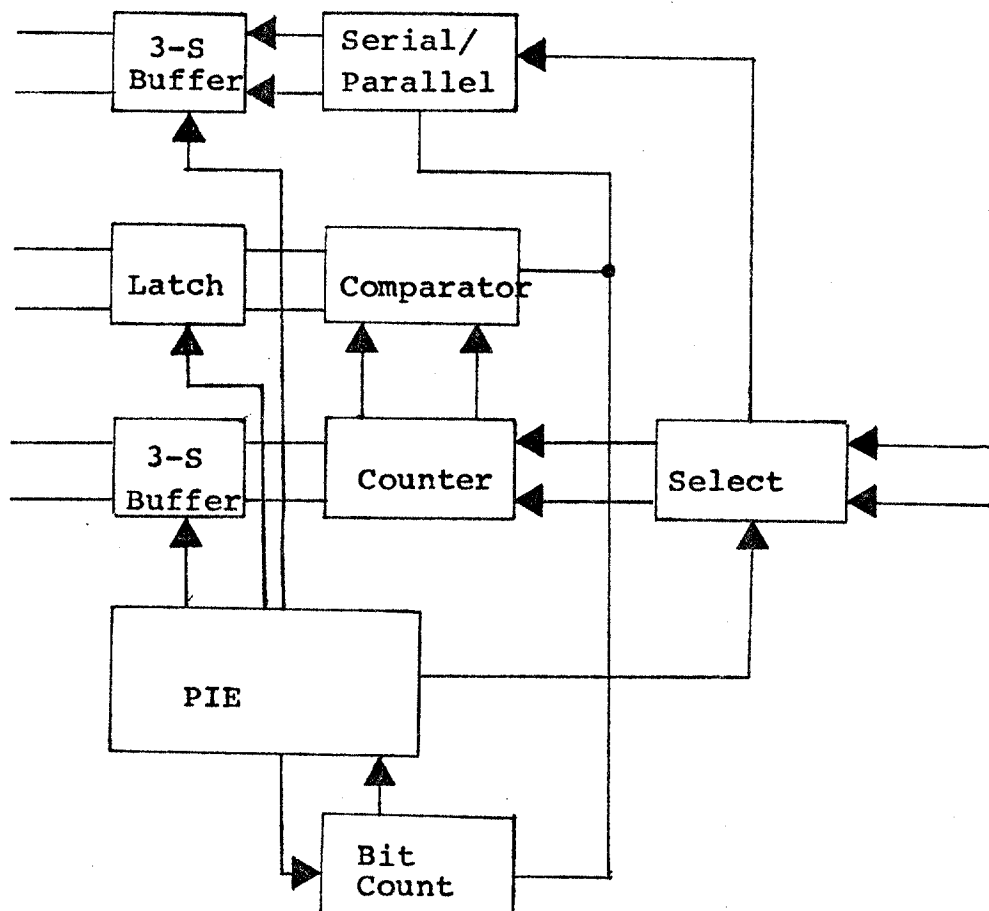 3-S
Buffer
Serial/
Parallel
Latch
Comparator
3-S
Buffer
Counter
Select
PIE
Bit
Count